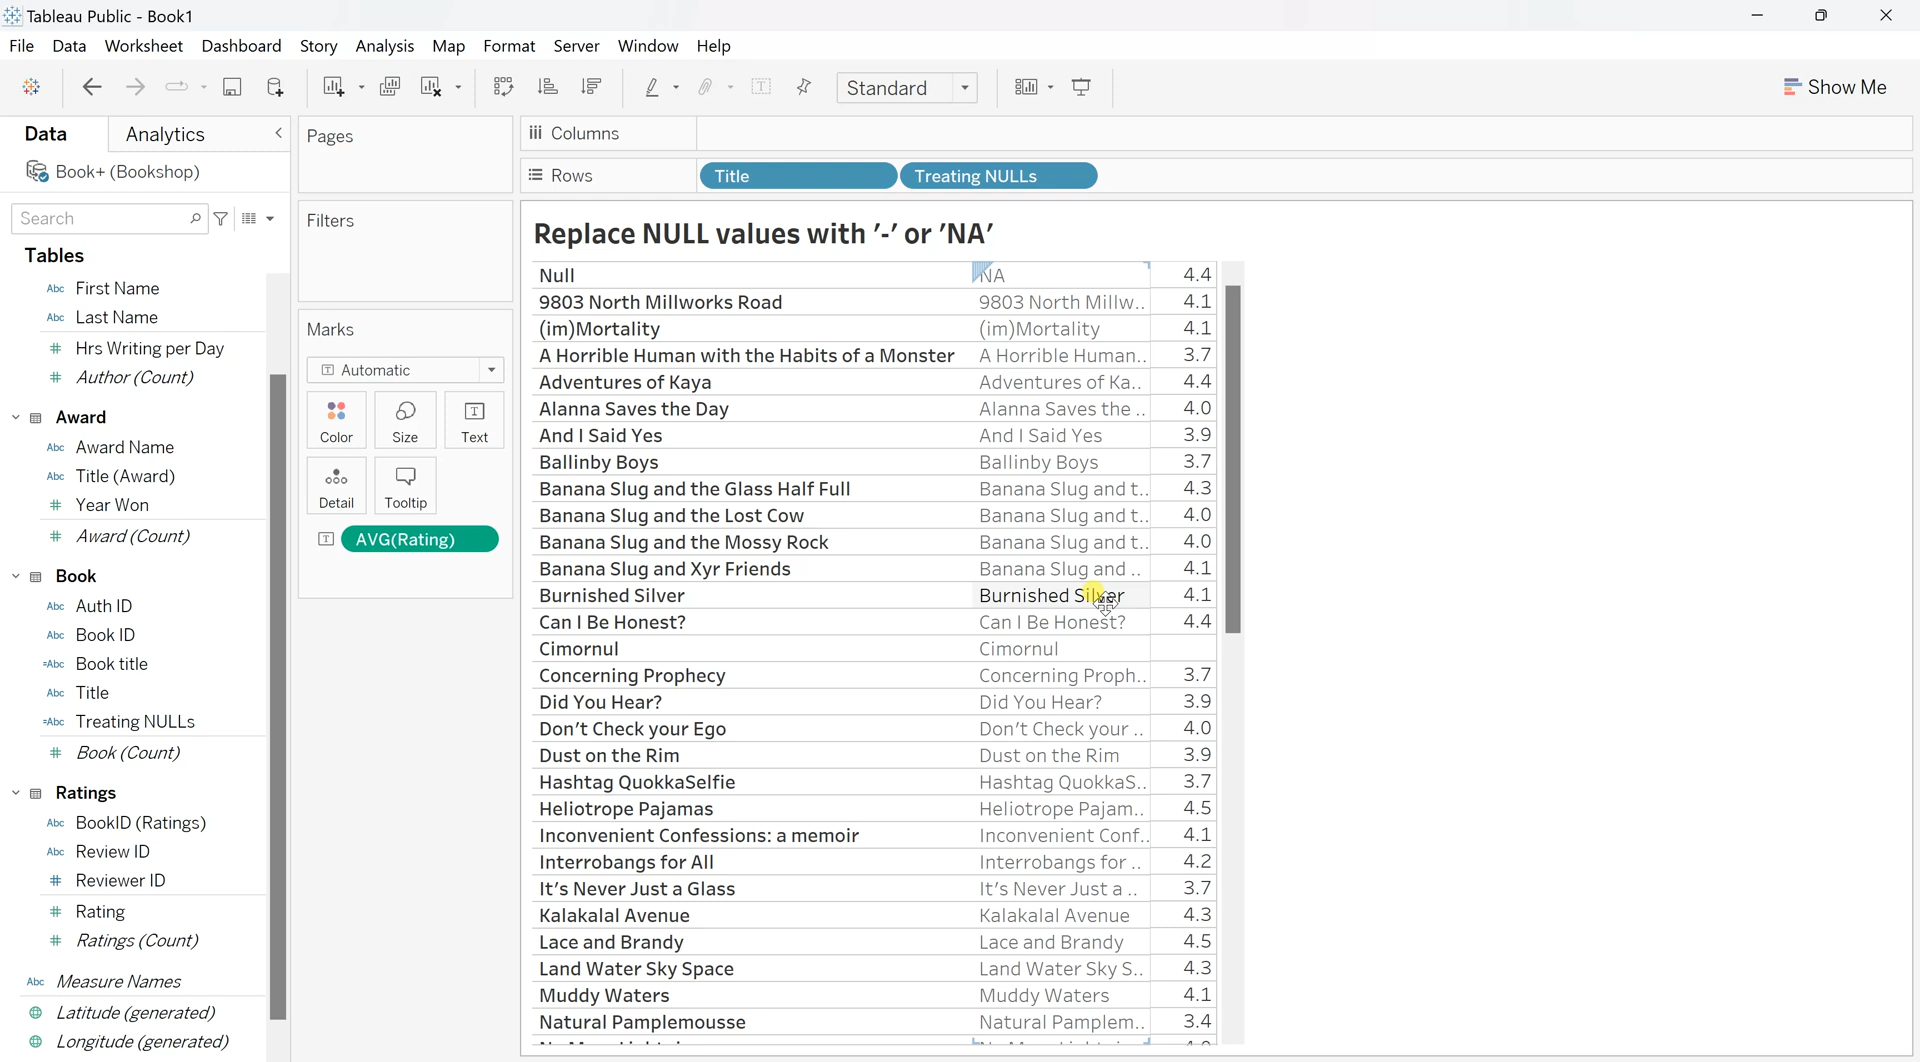 Tableau Public - Book1
File Data Worksheet Dashboard Story Analysis Map Format Server Window Help
Standard
Show Me
Data Analytics
Book+ (Bookshop)
Search
Tables
Abc First Name
Abc Last Name
# Hrs Writing per Day
# Author (Count)
Award
Abc Award Name
Abc Title (Award)
# Year Won
# Award (Count)
Book
Abc Auth ID
Abc Book ID
=Abc Book title
Abc Title
=Abc Treating NULLs
# Book (Count)
Ratings
Abc BookID (Ratings)
Abc Review ID
# Reviewer ID
# Rating
# Ratings (Count)
Abc Measure Names
Latitude (generated)
Longitude (generated)
Pages
Filters
Marks
T Automatic
Color Size T Text
Detail Tooltip
T AVG(Rating)
iii Columns
Rows Title Treating NULLs
Replace NULL values with '-' or 'NA'
Null NA 4.4
9803 North Millworks Road 9803 North Millw.. 4.1
(im)Mortality (im)Mortality 4.1
A Horrible Human with the Habits of a Monster A Horrible Human.. 3.7
Adventures of Kaya Adventures of Ka.. 4.4
Alanna Saves the Day Alanna Saves the .. 4.0
And I Said Yes And I Said Yes 3.9
Ballinby Boys Ballinby Boys 3.7
Banana Slug and the Glass Half Full Banana Slug and t.. 4.3
Banana Slug and the Lost Cow Banana Slug and t.. 4.0
Banana Slug and the Mossy Rock Banana Slug and t.. 4.0
Banana Slug and Xyr Friends Banana Slug and .. 4.1
Burnished Silver Burnished Silver 4.1
Can I Be Honest? Can I Be Honest? 4.4
Cimornul Cimornul
Concerning Prophecy Concerning Proph.. 3.7
Did You Hear? Did You Hear? 3.9
Don't Check your Ego Don't Check your .. 4.0
Dust on the Rim Dust on the Rim 3.9
Hashtag QuokkaSelfie Hashtag QuokkaS.. 3.7
Heliotrope Pajamas Heliotrope Pajam.. 4.5
Inconvenient Confessions: a memoir Inconvenient Conf.. 4.1
Interrobangs for All Interrobangs for .. 4.2
It's Never Just a Glass It's Never Just a .. 3.7
Kalakalal Avenue Kalakalal Avenue 4.3
Lace and Brandy Lace and Brandy 4.5
Land Water Sky Space Land Water Sky S.. 4.3
Muddy Waters Muddy Waters 4.1
Natural Pamplemousse Natural Pamplem.. 3.4